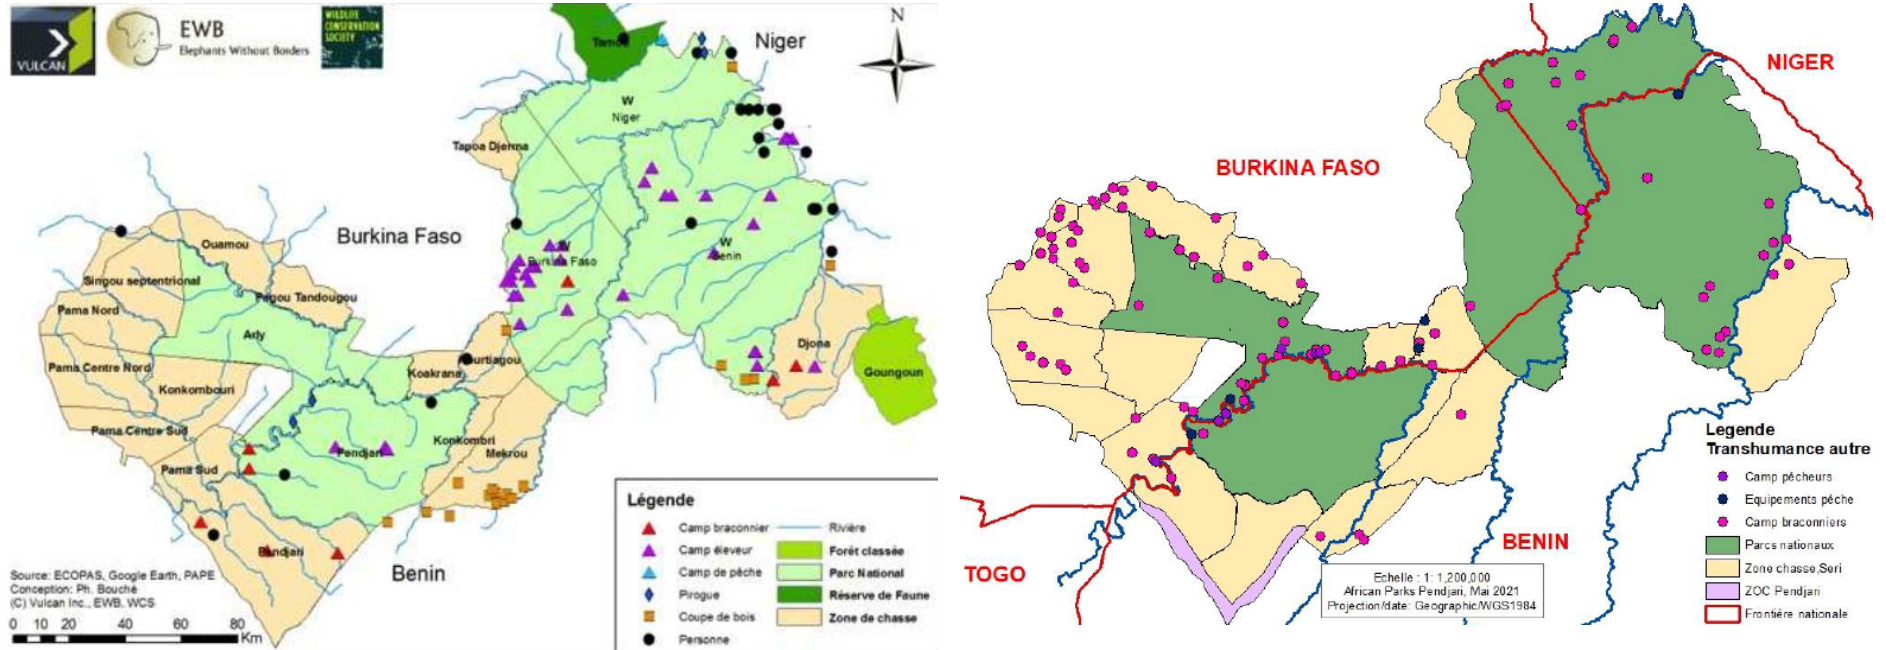 VULCAN
EWB
Elephants Without Borders
WILDLIFE
CONSERVATION
SOCIETY
N
Niger
Tamou
W
Niger
Tapoa Djerma
Burkina Faso
Ouamou
Singou septentrional
Pagou Tandougou
Pama Nord
Arly
W
Burkina Faso
W
Benin
Pama Centre Nord
Konkombouri
Koakrana
Kourtiagou
Djona
Goungoun
Pama Centre Sud
Pama Sud
Pendjari
Konkombri
Mekrou
Pendjari
Benin
Source: ECOPAS, Google Earth, PAPE
Conception: Ph. Bouché
(C) Vulcan Inc., EWB, WCS
0 10 20 40 60 80
Km
Légende
Camp braconnier
Camp éleveur
Camp de pêche
Pirogue
Coupe de bois
Personne
Rivière
Forêt classée
Parc National
Réserve de Faune
Zone de chasse
NIGER
BURKINA FASO
BENIN
TOGO
Echelle : 1: 1,200,000
African Parks Pendjari, Mai 2021
Projection/date: Geographic/WGS1984
Legende
Transhumance autre
Camp pêcheurs
Equipements pêche
Camp braconniers
Parcs nationaux
Zone chasse,Seri
ZOC Pendjari
Frontière nationale